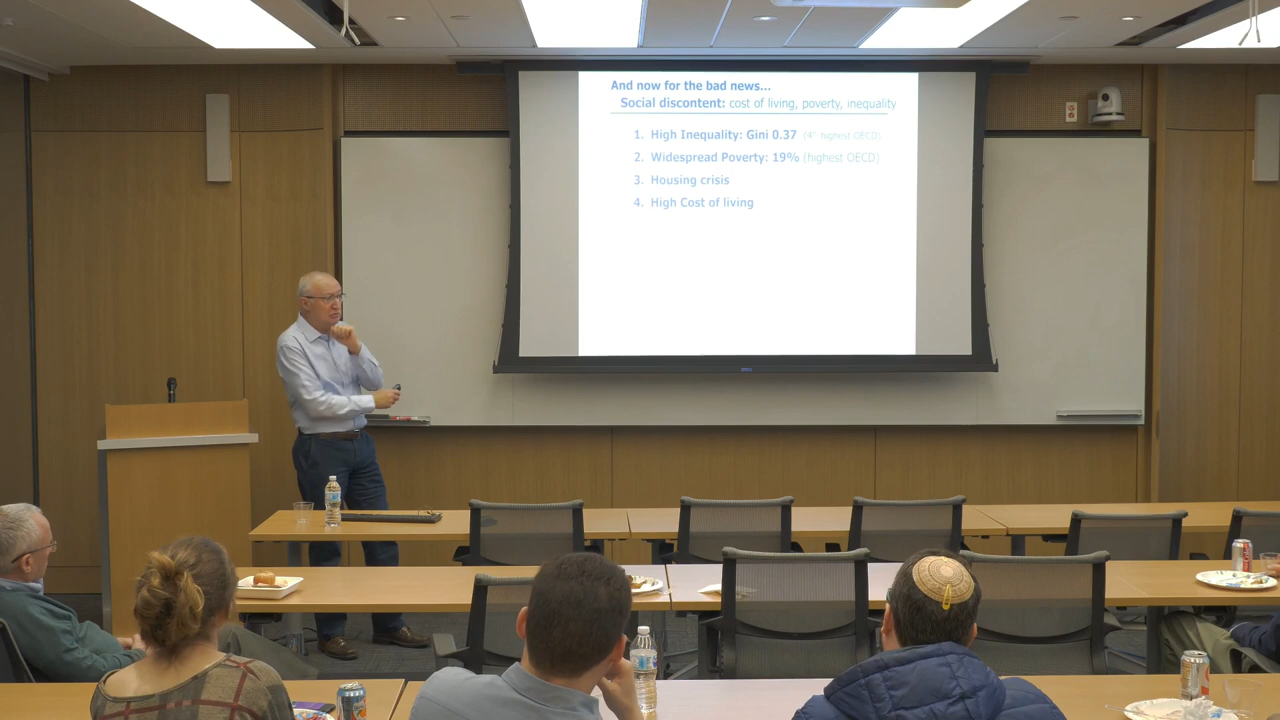 And now for the bad news...
Social discontent: cost of living, poverty, inequality
1. High Inequality: Gini 0.37 (4th highest OECD)
2. Widespread Poverty: 19% (highest OECD)
3. Housing crisis
4. High Cost of living